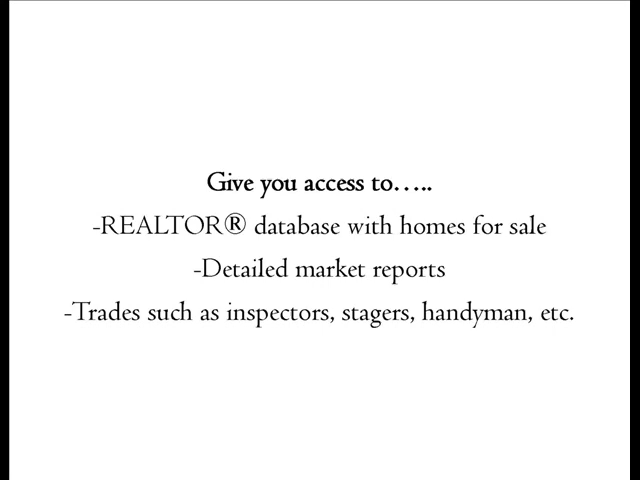 Give you access to…..
-REALTOR® database with homes for sale
-Detailed market reports
-Trades such as inspectors, stagers, handyman, etc.